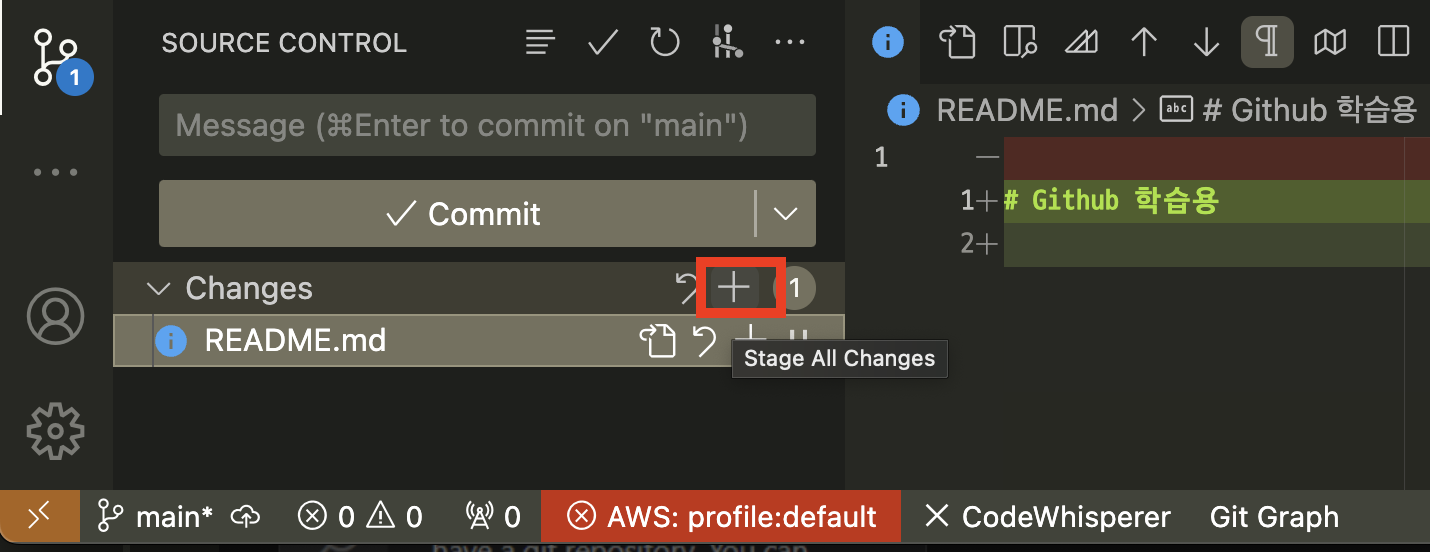 SOURCE CONTROL
Message (⌘Enter to commit on "main")
Commit
Changes
1
README.md
Stage All Changes
1
README.md > # Github 학습용
1 —
1+ # Github 학습용
2+
main*
0 0
0
AWS: profile:default
CodeWhisperer
Git Graph
have a git repository. You can